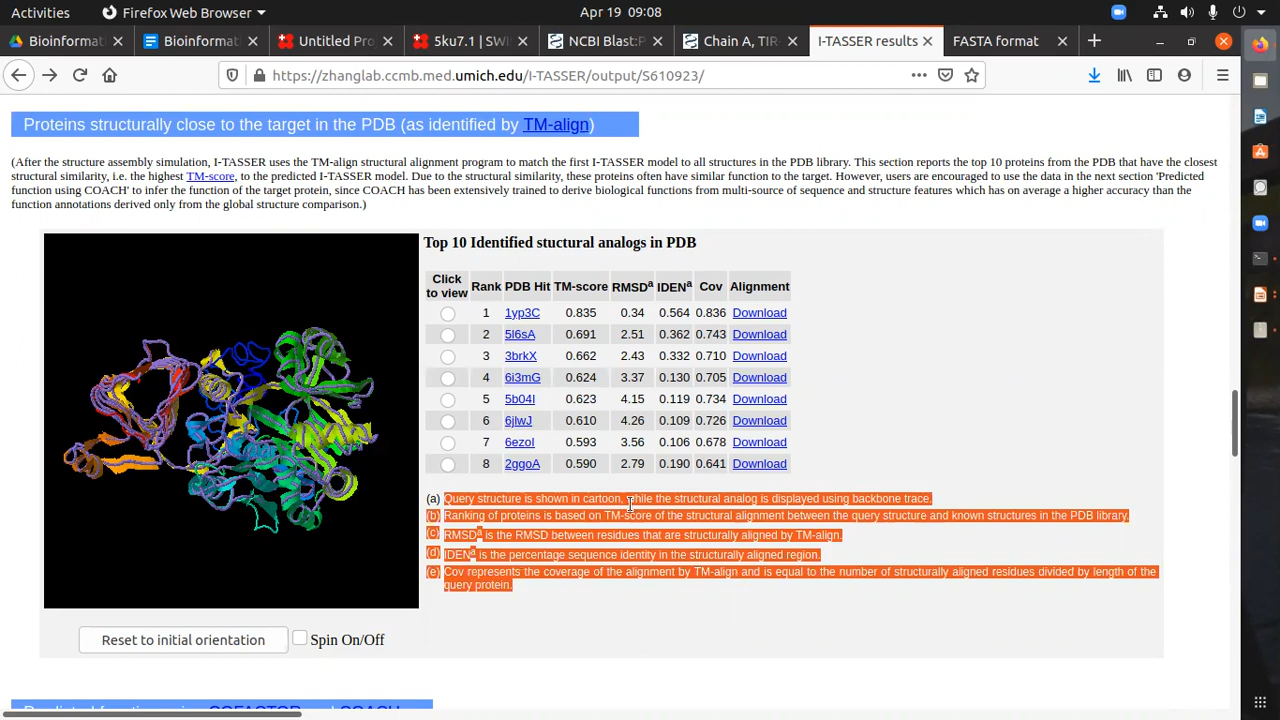 Activities
Firefox Web Browser
Apr 19 09:08
Bioinformat
Bioinformat
Untitled Pro
5ku7.1 | SWI
NCBI Blast:P
Chain A, TIR-
I-TASSER results
FASTA format
https://zhanglab.ccmb.med.umich.edu/I-TASSER/output/S610923/
Proteins structurally close to the target in the PDB (as identified by TM-align)
(After the structure assembly simulation, I-TASSER uses the TM-align structural alignment program to match the first I-TASSER model to all structures in the PDB library. This section reports the top 10 proteins from the PDB that have the closest
structural similarity, i.e. the highest TM-score, to the predicted I-TASSER model. Due to the structural similarity, these proteins often have similar function to the target. However, users are encouraged to use the data in the next section 'Predicted
function using COACH' to infer the function of the target protein, since COACH has been extensively trained to derive biological functions from multi-source of sequence and structure features which has on average a higher accuracy than the
function annotations derived only from the global structure comparison.)
Top 10 Identified stuctural analogs in PDB
Click to view Rank PDB Hit TM-score RMSDa IDENa Cov Alignment
1 1yp3C 0.835 0.34 0.564 0.836 Download
2 5l6sA 0.691 2.51 0.362 0.743 Download
3 3brkX 0.662 2.43 0.332 0.710 Download
4 6i3mG 0.624 3.37 0.130 0.705 Download
5 5b04I 0.623 4.15 0.119 0.734 Download
6 6jlwJ 0.610 4.26 0.109 0.726 Download
7 6ezoI 0.593 3.56 0.106 0.678 Download
8 2ggoA 0.590 2.79 0.190 0.641 Download
(a) Query structure is shown in cartoon, while the structural analog is displayed using backbone trace.
(b) Ranking of proteins is based on TM-score of the structural alignment between the query structure and known structures in the PDB library.
(c) RMSDa is the RMSD between residues that are structurally aligned by TM-align.
(d) IDENa is the percentage sequence identity in the structurally aligned region.
(e) Cov represents the coverage of the alignment by TM-align and is equal to the number of structurally aligned residues divided by length of the
query protein.
Reset to initial orientation
Spin On/Off
Predicted function using COFACTOR and COACH